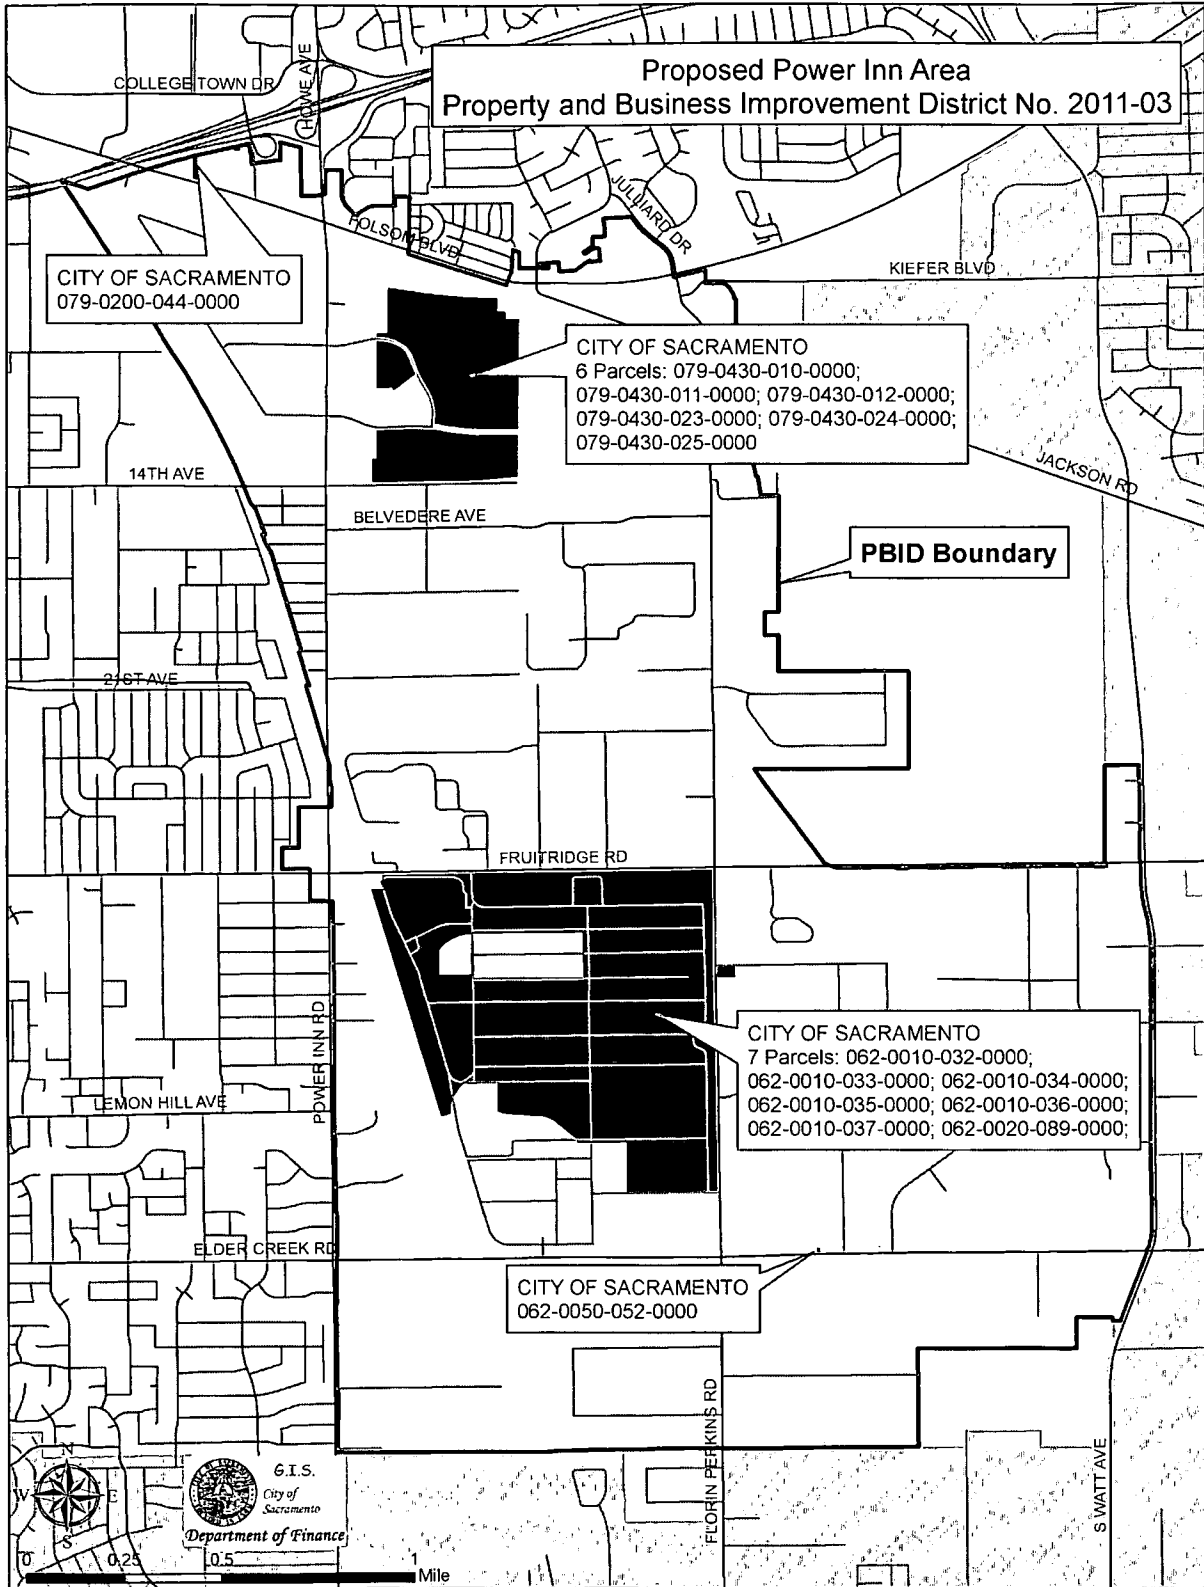 Proposed Power Inn Area
Property and Business Improvement District No. 2011-03
COLLEGE TOWN DR
HOWE AVE
JULLIARD DR
FOLSOM BLVD
KIEFER BLVD
CITY OF SACRAMENTO
079-0200-044-0000
CITY OF SACRAMENTO
6 Parcels: 079-0430-010-0000;
079-0430-011-0000; 079-0430-012-0000;
079-0430-023-0000; 079-0430-024-0000;
079-0430-025-0000
14TH AVE
JACKSON RD
BELVEDERE AVE
PBID Boundary
21ST AVE
FRUITRIDGE RD
POWER INN RD
CITY OF SACRAMENTO
7 Parcels: 062-0010-032-0000;
062-0010-033-0000; 062-0010-034-0000;
062-0010-035-0000; 062-0010-036-0000;
062-0010-037-0000; 062-0020-089-0000;
LEMON HILL AVE
ELDER CREEK RD
CITY OF SACRAMENTO
062-0050-052-0000
FLORIN PERKINS RD
S WATT AVE
N
W E
S
G.I.S.
City of
Sacramento
Department of Finance
0 0.25 0.5 1
Mile